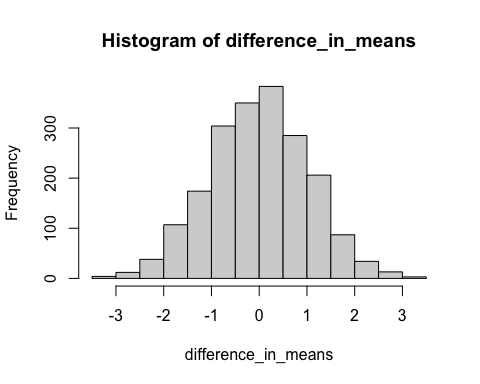 Histogram of difference_in_means
Frequency
300
200
100
0
-3 -2 -1 0 1 2 3
difference_in_means